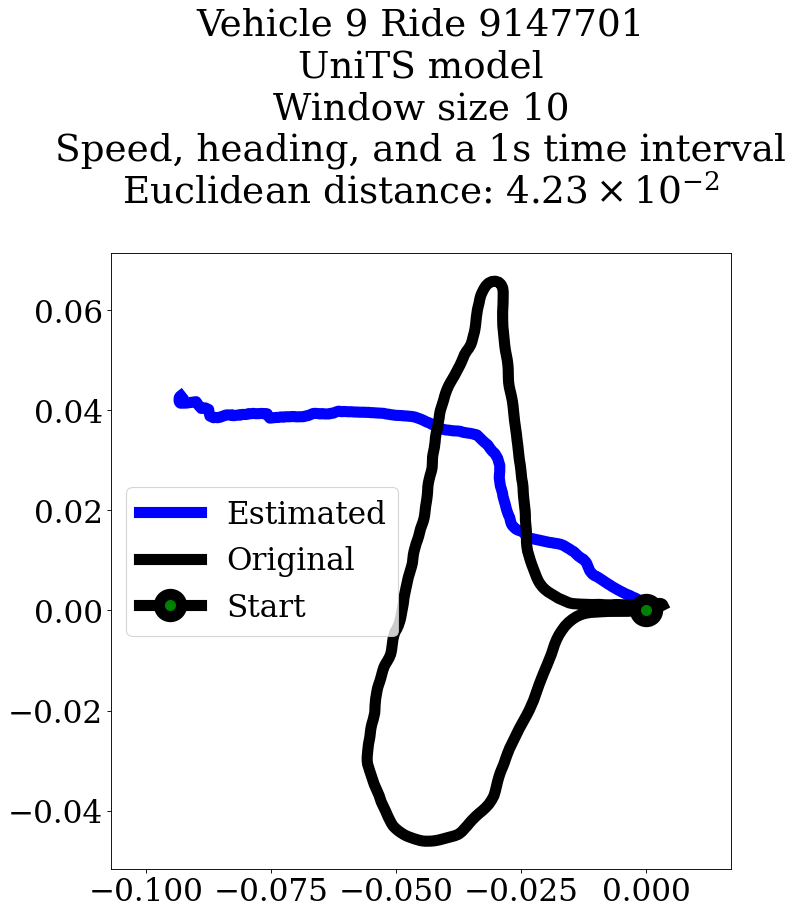 Vehicle 9 Ride 9147701
UniTS model
Window size 10
Speed, heading, and a 1s time interval
Euclidean distance: 4.23 × 10⁻²
0.06
0.04
0.02
0.00
−0.02
−0.04
Estimated
Original
Start
−0.100 −0.075 −0.050 −0.025 0.000